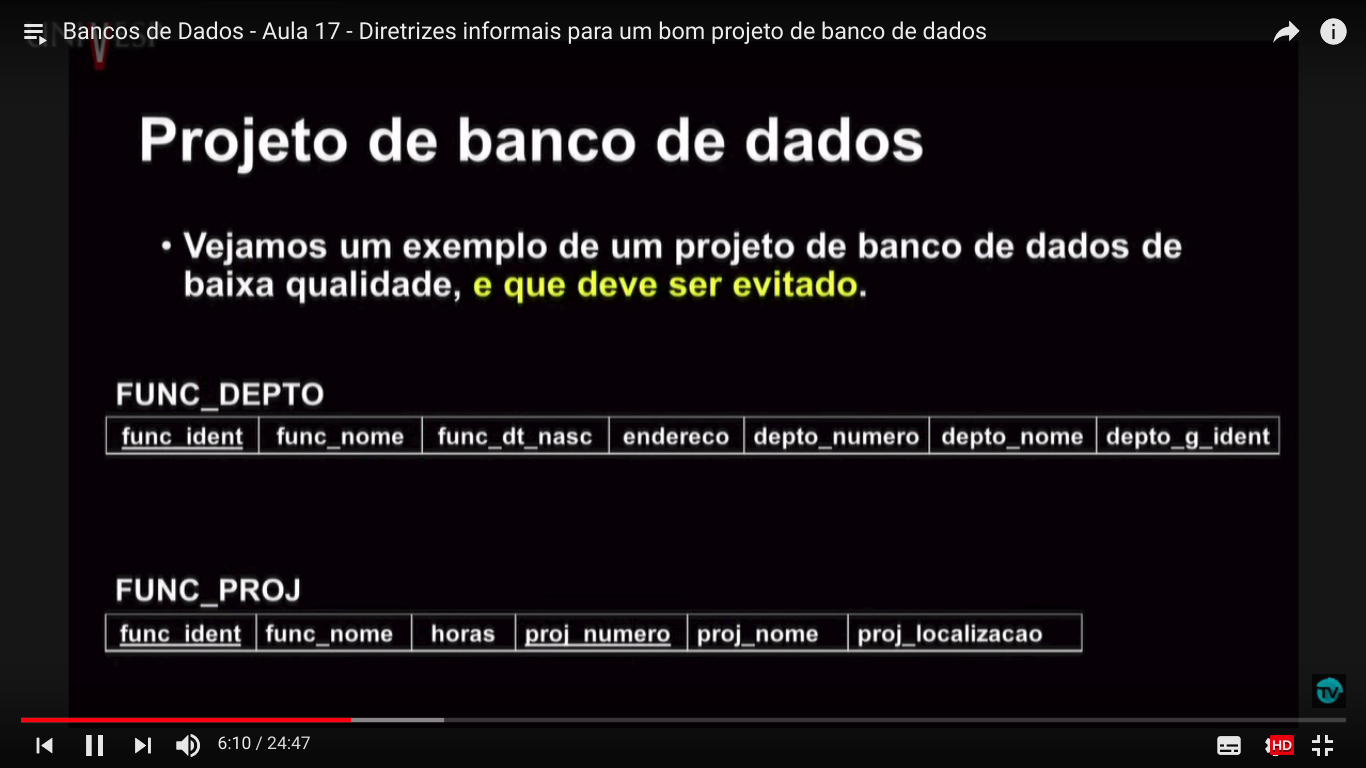 Bancos de Dados - Aula 17 - Diretrizes informais para um bom projeto de banco de dados
Projeto de banco de dados
• Vejamos um exemplo de um projeto de banco de dados de
baixa qualidade, e que deve ser evitado.
FUNC_DEPTO
func_ident func_nome func_dt_nasc endereco depto_numero depto_nome depto_g_ident
FUNC_PROJ
func_ident func_nome horas proj_numero proj_nome proj_localizacao
TV
6:10 / 24:47
HD